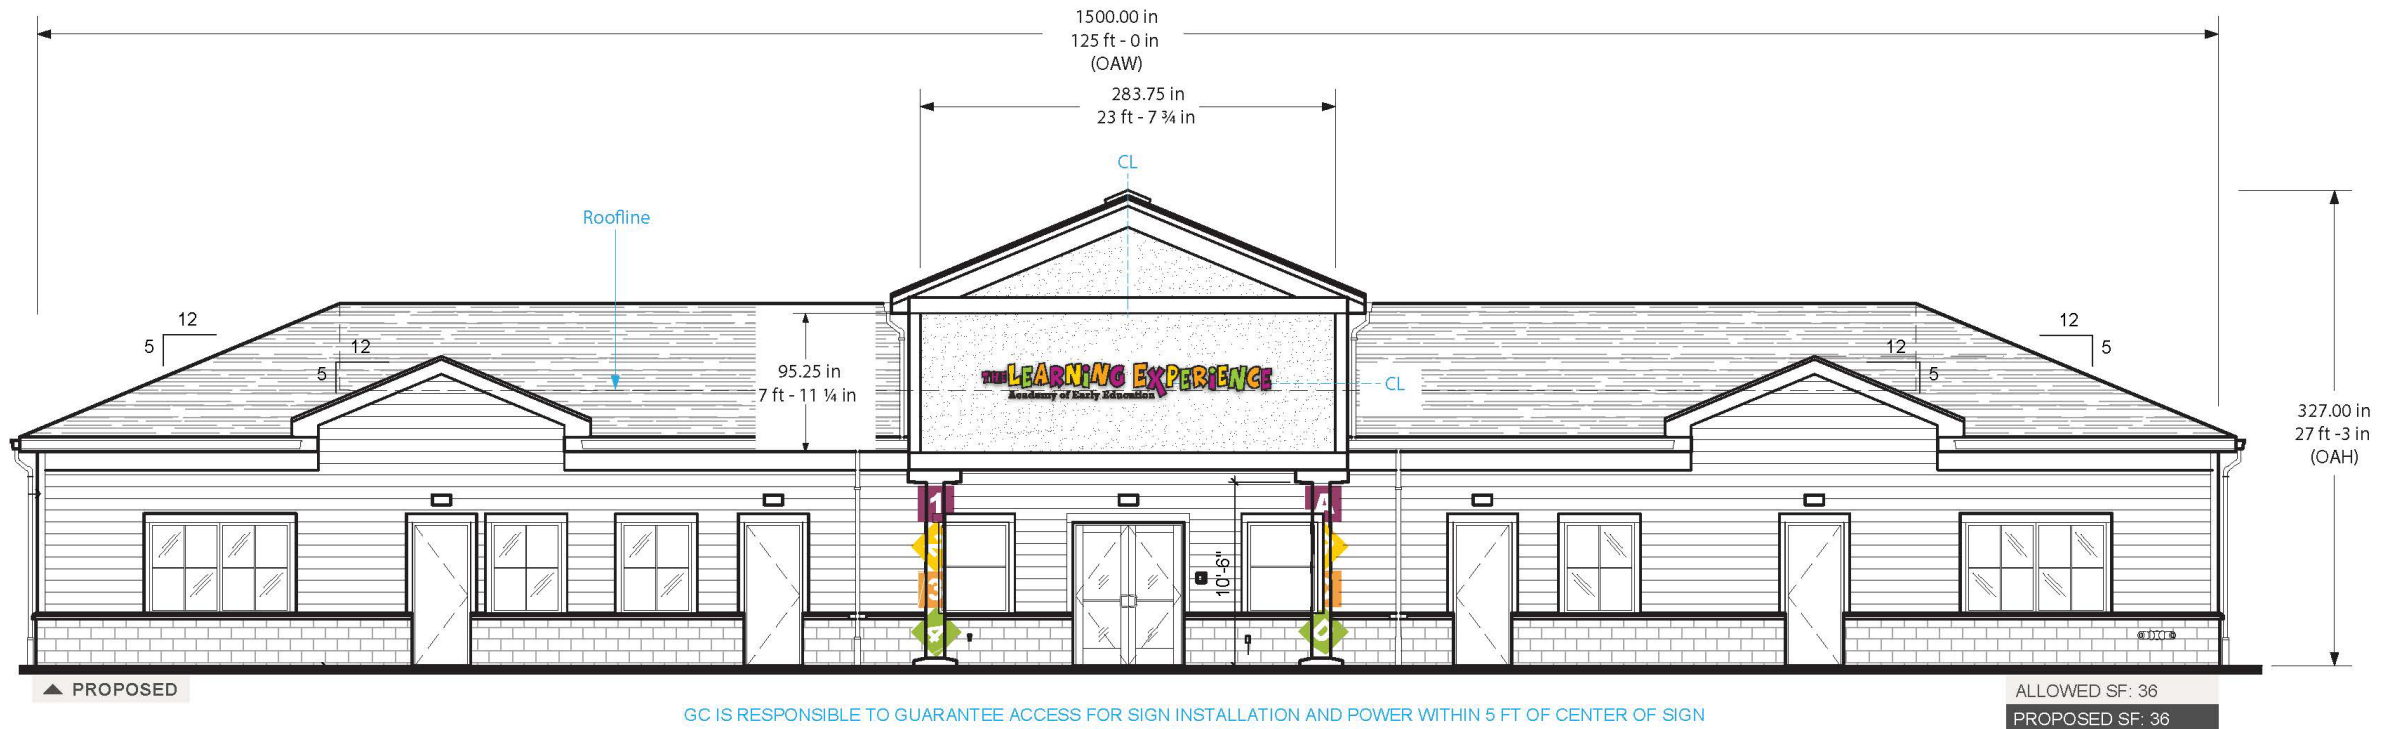 1500.00 in
125 ft - 0 in
(OAW)
283.75 in
23 ft - 7 ¾ in
CL
Roofline
12
5
12
5
95.25 in
7 ft - 11 ¼ in
THE LEARNING EXPERIENCE
Academy of Early Education
CL
12
5
12
5
327.00 in
27 ft -3 in
(OAH)
1
A
3
4
D
10'-6"
PROPOSED
ALLOWED SF: 36
PROPOSED SF: 36
GC IS RESPONSIBLE TO GUARANTEE ACCESS FOR SIGN INSTALLATION AND POWER WITHIN 5 FT OF CENTER OF SIGN